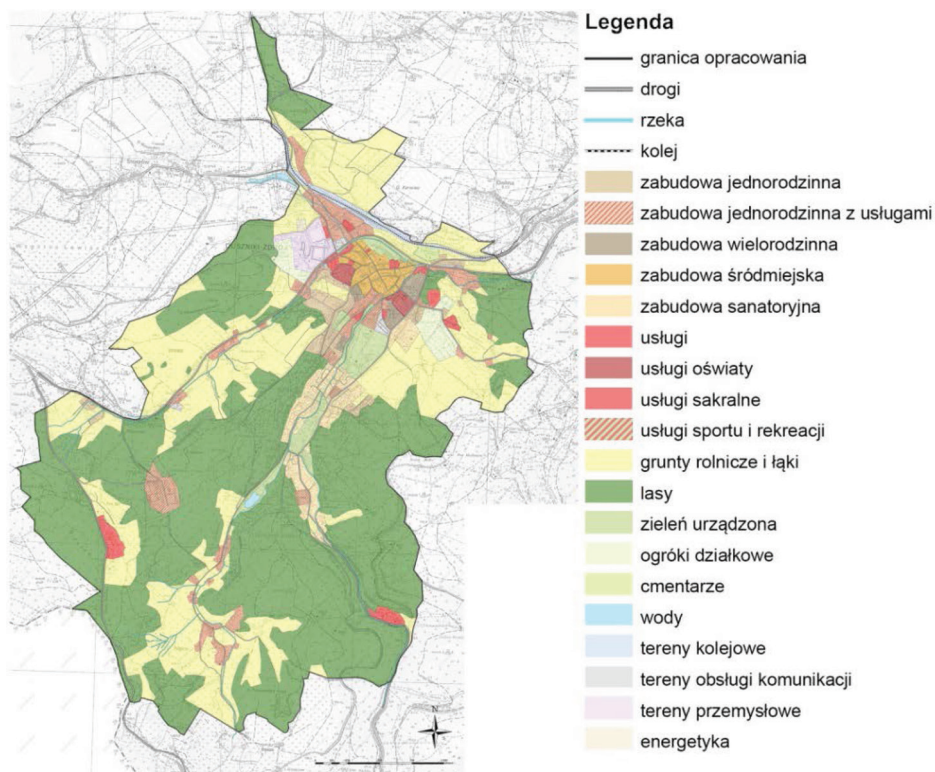 Legenda
granica opracowania
drogi
rzeka
kolej
zabudowa jednorodzinna
zabudowa jednorodzinna z usługami
zabudowa wielorodzinna
zabudowa śródmiejska
zabudowa sanatoryjna
usługi
usługi oświaty
usługi sakralne
usługi sportu i rekreacji
grunty rolnicze i łąki
lasy
zieleń urządzona
ogróki działkowe
cmentarze
wody
tereny kolejowe
tereny obsługi komunikacji
tereny przemysłowe
energetyka
N